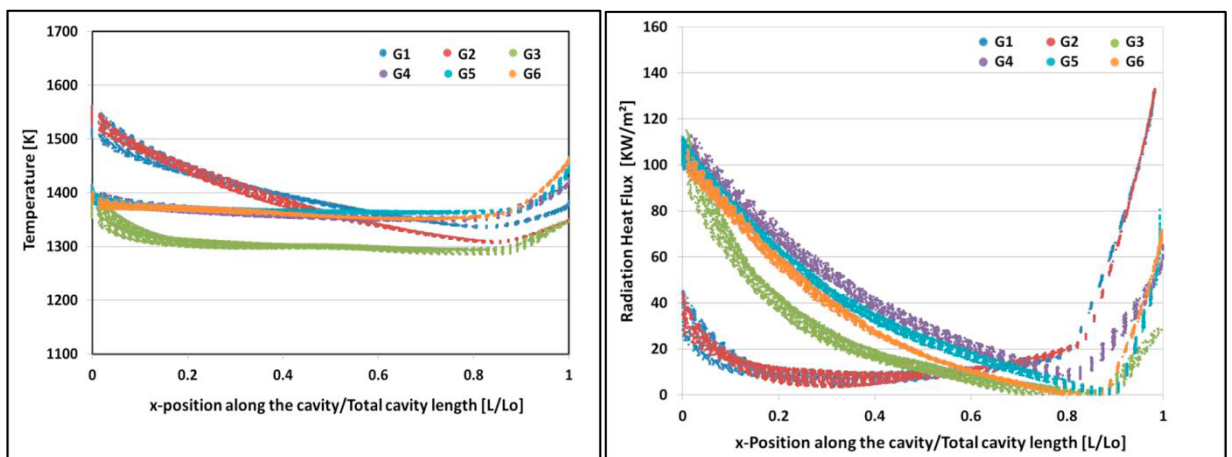 1700
1600
1500
1400
1300
1200
1100
Temperature [K]
G1 G2 G3
G4 G5 G6
0 0.2 0.4 0.6 0.8 1
x-position along the cavity/Total cavity length [L/Lo]
160
140
120
100
80
60
40
20
0
Radiation Heat Flux [KW/m²]
G1 G2 G3
G4 G5 G6
0 0.2 0.4 0.6 0.8 1
x-Position along the cavity/Total cavity length [L/Lo]